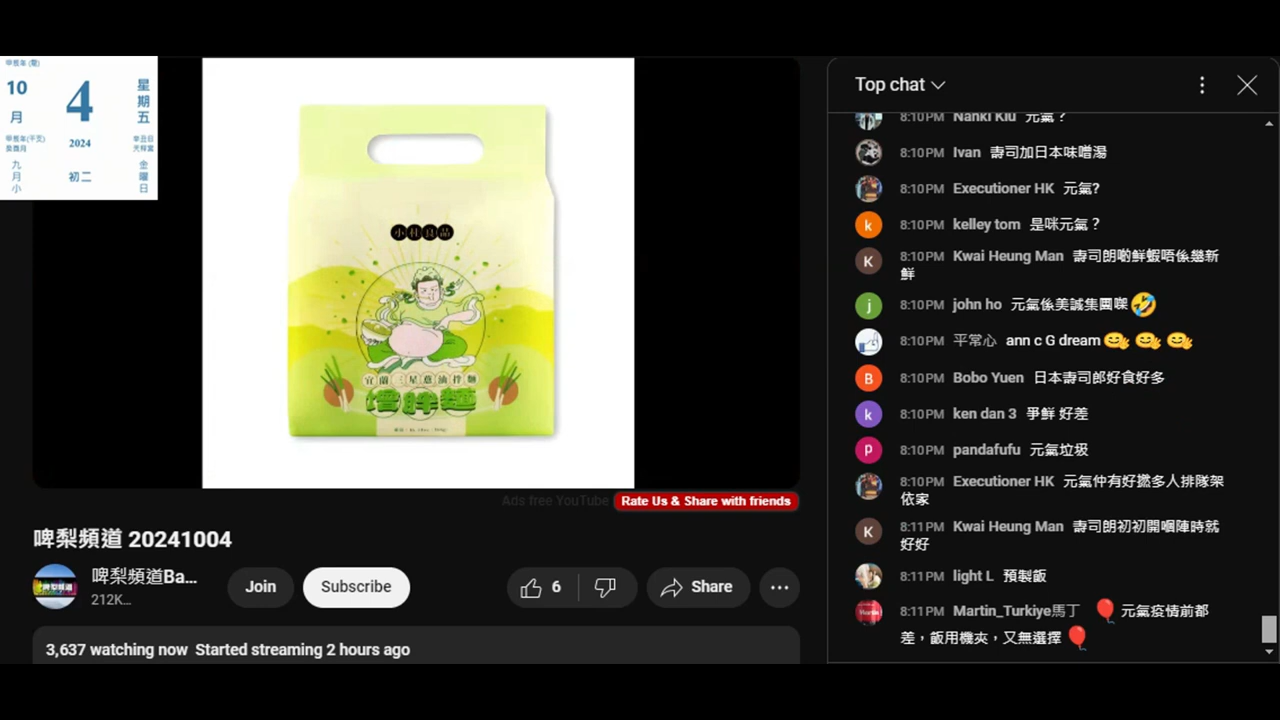 甲辰年 (龍)
10
月
4
2024
初二
星期五
九月小
金曜日
小杜良品
宜蘭三星蔥油拌麵
增胖麵
Ads free YouTube
Rate Us & Share with friends
啤梨頻道 20241004
啤梨頻道Ba...
212K...
Join
Subscribe
6
Share
3,637 watching now Started streaming 2 hours ago
Top chat
8:10 PM Nanki Kiu 元氣？
8:10 PM Ivan 壽司加日本味噌湯
8:10 PM Executioner HK 元氣?
8:10 PM kelley tom 是咪元氣？
8:10 PM Kwai Heung Man 壽司朗啲鮮蝦唔係幾新
鮮
8:10 PM john ho 元氣係美誠集團㗎🤣
8:10 PM 平常心 ann c G dream
8:10 PM Bobo Yuen 日本壽司郎好食好多
8:10 PM ken dan 3 爭鮮 好差
8:10 PM pandafufu 元氣垃圾
8:10 PM Executioner HK 元氣仲有好撚多人排隊架
依家
8:11 PM Kwai Heung Man 壽司朗初初開嗰陣時就
好好
8:11 PM light L 預製飯
8:11 PM Martin_Turkiye馬丁 🎈元氣疫情前都
差，飯用機夾，又無選擇🎈